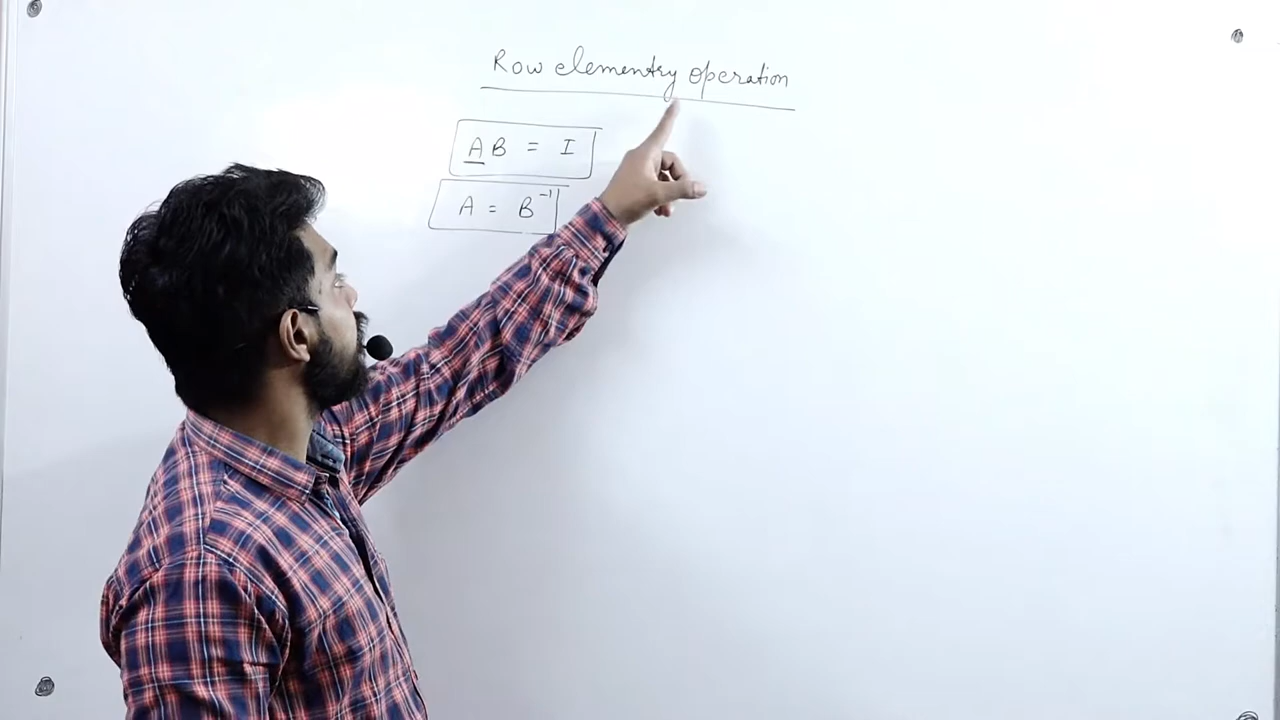 Row elementry operation
AB = I
A = B⁻¹